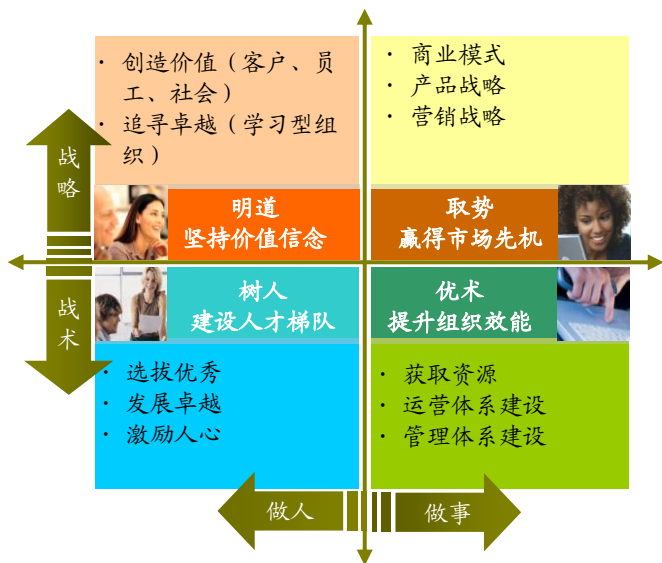 · 创造价值（客户、员
工、社会）
· 追寻卓越（学习型组
织）
· 商业模式
· 产品战略
· 营销战略
战略
明道
坚持价值信念
取势
赢得市场先机
战术
树人
建设人才梯队
优术
提升组织效能
· 选拔优秀
· 发展卓越
· 激励人心
· 获取资源
· 运营体系建设
· 管理体系建设
做人
做事